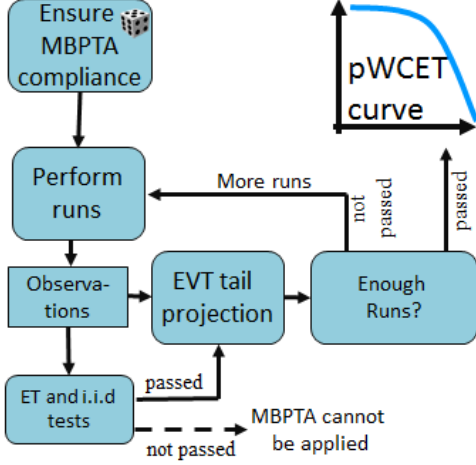 Ensure
MBPTA
compliance
pWCET
curve
Perform
runs
More runs
not
passed
passed
Observa-
tions
EVT tail
projection
Enough
Runs?
ET and i.i.d
tests
passed
not passed
MBPTA cannot
be applied